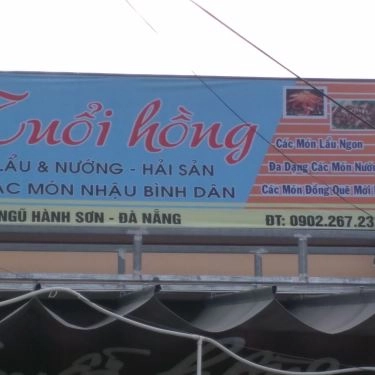 Tuổi hồng
LẨU & NƯỚNG - HẢI SẢN
CÁC MÓN NHẬU BÌNH DÂN
NGŨ HÀNH SƠN - ĐÀ NẴNG
ĐT: 0902.267.23
Các Món Lẩu Ngon
Đa Dạng Các Món Nướ
Các Món Đồng Quê Mới